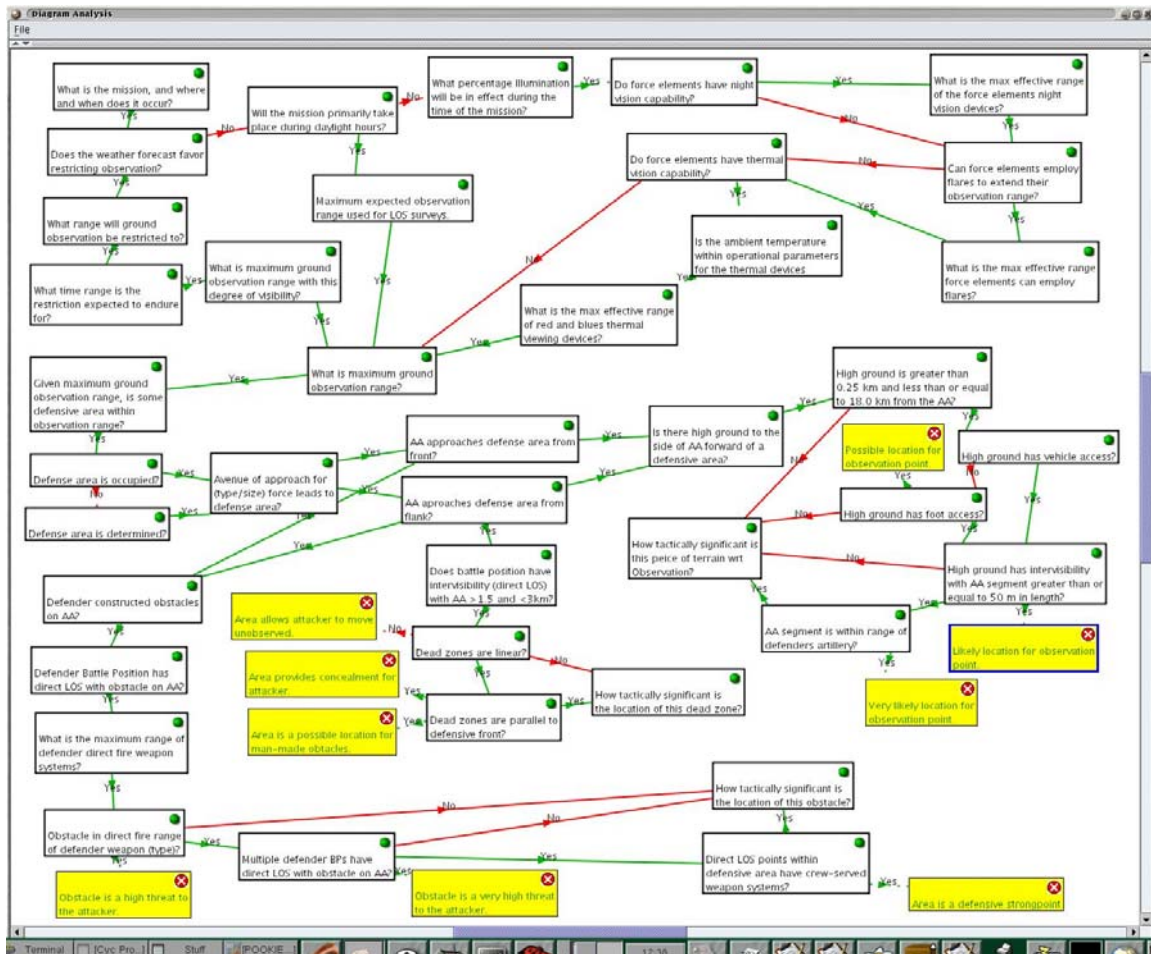 Diagram Analysis
File
What is the mission, and where
and when does it occur?
Yes
Does the weather forecast favor
restricting observation?
Yes
What range will ground
observation be restricted to?
Yes
What time range is the
restriction expected to endure
for?
Yes
No
Will the mission primarily take
place during daylight hours?
No
Yes
Maximum expected observation
range used for LOS surveys.
Yes
What is maximum ground
observation range with this
degree of visibility?
Yes
What percentage illumination
will be in effect during the
time of the mission?
Yes
Do force elements have night
vision capability?
Yes
No
What is the max effective range
of the force elements night
vision devices?
Yes
Can force elements employ
flares to extend their
observation range?
No
Yes
Yes
What is the max effective range
force elements can employ
flares?
Do force elements have thermal
vision capability?
Yes
No
Is the ambient temperature
within operational parameters
for the thermal devices
Yes
What is the max effective range
of red and blues thermal
viewing devices?
Yes
What is maximum ground
observation range?
Yes
Given maximum ground
observation range, is some
defensive area within
observation range?
Yes
Defense area is occupied?
Yes
No
Defense area is determined?
Yes
Avenue of approach for
(type/size) force leads to
defense area?
Yes
Yes
Yes
AA approaches defense area from
front?
Yes
AA aproaches defense area from
flank?
Yes
Yes
Yes
Is there high ground to the
side of AA forward of a
defensive area?
Yes
High ground is greater than
0.25 km and less than or equal
to 18.0 km from the AA?
No
Yes
Possible location for
observation point.
Yes
High ground has vehicle access?
No
Yes
High ground has foot access?
No
Yes
How tactically significant is
this peice of terrain wrt
Observation?
No
Yes
High ground has intervisibility
with AA segment greater than or
equal to 50 m in length?
Yes
Yes
AA segment is within range of
defenders artillery?
Yes
Likely location for observation
point.
Very likely location for
observation point
Does battle position have
intervisibility (direct LOS)
with AA >1.5 and <3km?
Yes
Area allows attacker to move
unobserved.
No
Dead zones are linear?
No
Yes
Area provides concealment for
attacker.
Yes
Area is a possible location for
man-made obtacles.
Yes
Dead zones are parallel to
defensive front?
Yes
How tactically significant is
the location of this dead zone?
Defender constructed obstacles
on AA?
Yes
Defender Battle Position has
direct LOS with obstacle on AA?
Yes
What is the maximum range of
defender direct fire weapon
systems?
Yes
Obstacle in direct fire range
of defender weapon (type)?
No
Yes
Yes
Obstacle is a high threat to
the attacker.
Multiple defender BPs have
direct LOS with obstacle on AA?
No
Yes
Yes
Obstacle is a very high threat
to the attacker.
How tactically significant is
the location of this obstacle?
Yes
Direct LOS points within
defensive area have crew-served
weapon systems?
Yes
Area is a defensive strongpoint
Terminal
[Cyc Pro..]
Stuff
[POOKIE...]